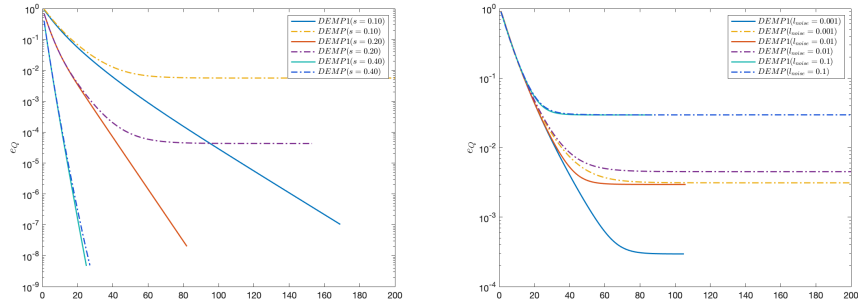 10^0
10^-1
10^-2
10^-3
10^-4
10^-5
10^-6
10^-7
10^-8
10^-9
e_Q
0 20 40 60 80 100 120 140 160 180 200
DEMP1(s = 0.10)
DEMP(s = 0.10)
DEMP1(s = 0.20)
DEMP(s = 0.20)
DEMP1(s = 0.40)
DEMP(s = 0.40)
10^0
10^-1
10^-2
10^-3
10^-4
e_Q
0 20 40 60 80 100 120 140 160 180 200
DEMP1(l_noise = 0.001)
DEMP(l_noise = 0.001)
DEMP1(l_noise = 0.01)
DEMP(l_noise = 0.01)
DEMP1(l_noise = 0.1)
DEMP(l_noise = 0.1)